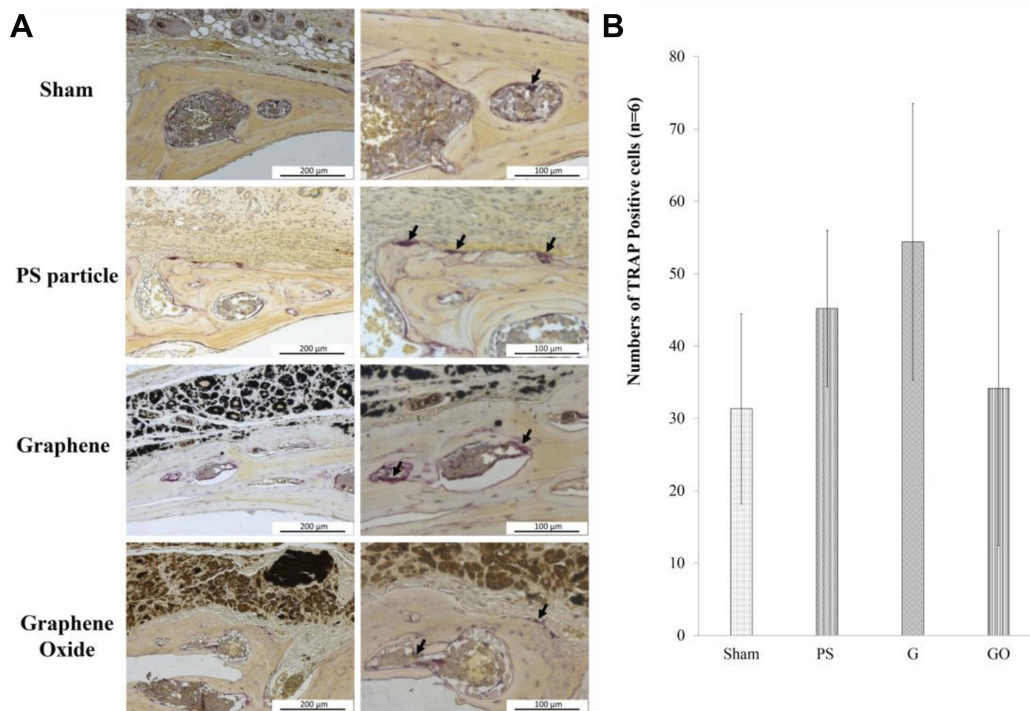 A
Sham
200 µm
100 µm
PS particle
200 µm
100 µm
Graphene
200 µm
100 µm
Graphene
Oxide
200 µm
100 µm
B
Numbers of TRAP Positive cells (n=6)
80
70
60
50
40
30
20
10
0
Sham PS G GO